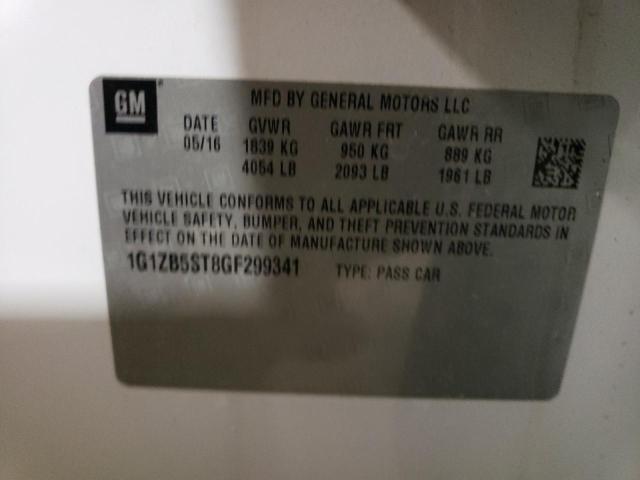 GM
MFD BY GENERAL MOTORS LLC
DATE GVWR GAWR FRT GAWR RR
05/16 1839 KG 950 KG 889 KG
4054 LB 2093 LB 1961 LB
THIS VEHICLE CONFORMS TO ALL APPLICABLE U.S. FEDERAL MOTOR
VEHICLE SAFETY, BUMPER, AND THEFT PREVENTION STANDARDS IN
EFFECT ON THE DATE OF MANUFACTURE SHOWN ABOVE.
1G1ZB5ST8GF299341 TYPE: PASS CAR